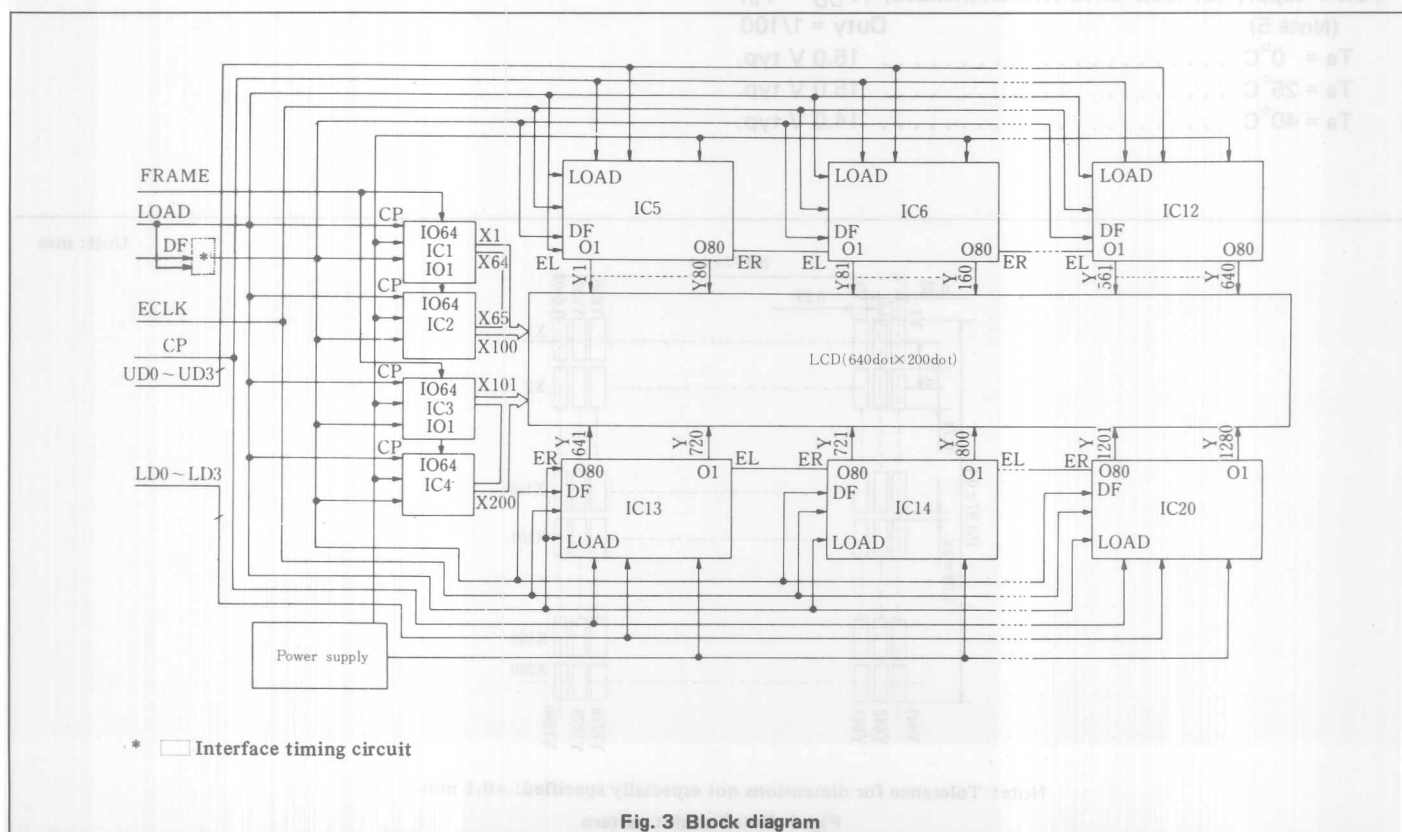 (Note 5) Duty = 1/100
Ta = 0°C 16.0 V typ.
Ta = 25°C 15.0 V typ.
Ta = 40°C 14.0 V typ.
FRAME
LOAD
DF
*
ECLK
CP
UD0～UD3
LD0～LD3
CP
IO64
IC1
IO1
X1
X64
CP
IO64
IC2
X65
X100
CP
IO64
IC3
IO1
X101
CP
IO64
IC4
X200
LOAD
IC5
DF
O1
O80
EL
ER
Y1
Y80
LOAD
IC6
DF
O1
O80
EL
ER
Y81
Y160
LOAD
IC12
DF
O1
O80
EL
Y561
Y640
LCD(640dot×200dot)
Y641
Y720
ER
O80
O1
EL
DF
IC13
LOAD
Y721
Y800
ER
O80
O1
EL
DF
IC14
LOAD
Y1201
Y1280
ER
O80
O1
DF
IC20
LOAD
Power supply
* Interface timing circuit
Unit: mm
Note: Tolerance for dimensions not especially specified: ±0.1 mm
Fig. 3 Block diagram